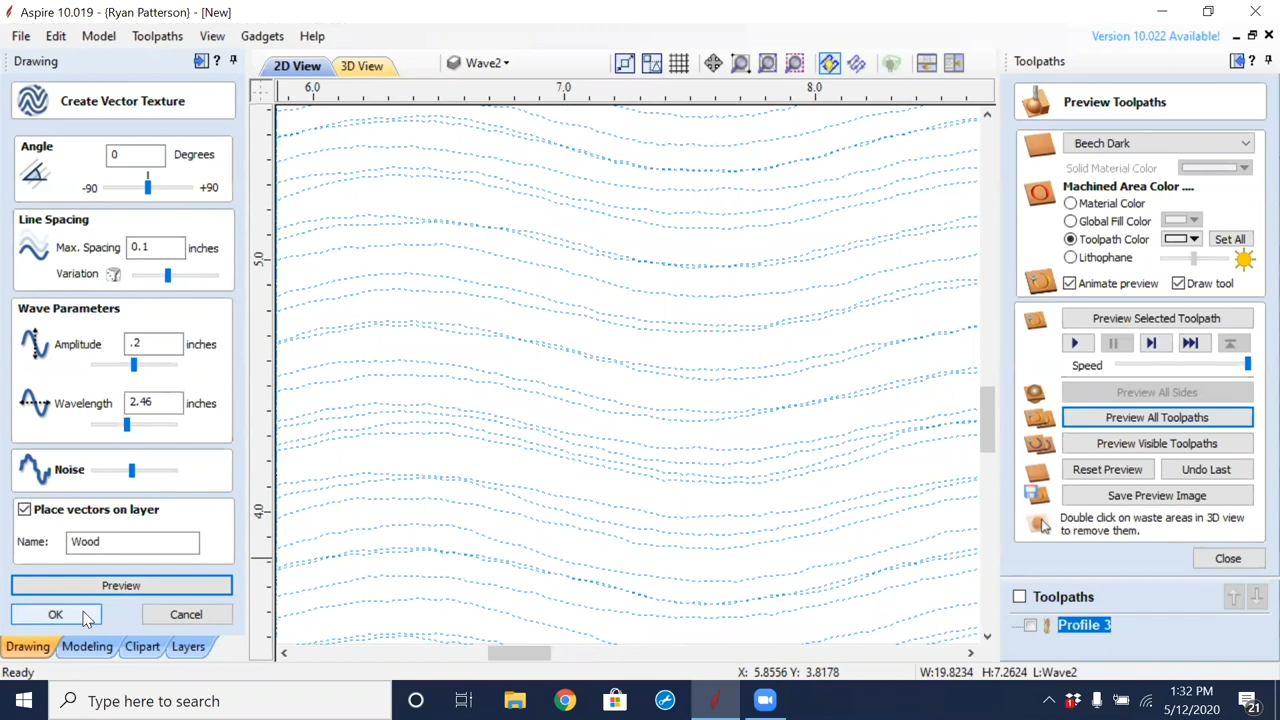 Aspire 10.019 - {Ryan Patterson} - [New]
File Edit Model Toolpaths View Gadgets Help
Version 10.022 Available!
Drawing ?
2D View 3D View Wave2
Toolpaths ?
Create Vector Texture
Angle
0 Degrees
-90 +90
Line Spacing
Max. Spacing 0.1 inches
Variation
Wave Parameters
Amplitude .2 inches
Wavelength 2.46 inches
Noise
Place vectors on layer
Name: Wood
Preview
OK Cancel
Drawing Modeling Clipart Layers
6.0 7.0 8.0
5.0
4.0
Preview Toolpaths
Beech Dark
Solid Material Color
Machined Area Color ....
Material Color
Global Fill Color
Toolpath Color Set All
Lithophane
Animate preview Draw tool
Preview Selected Toolpath
Speed
Preview All Sides
Preview All Toolpaths
Preview Visible Toolpaths
Reset Preview Undo Last
Save Preview Image
Double click on waste areas in 3D view
to remove them.
Close
Toolpaths
Profile 3
Ready
X: 5.8556 Y: 3.8178
W:19.8234 H:7.2624 L:Wave2
Type here to search
1:32 PM
5/12/2020
21